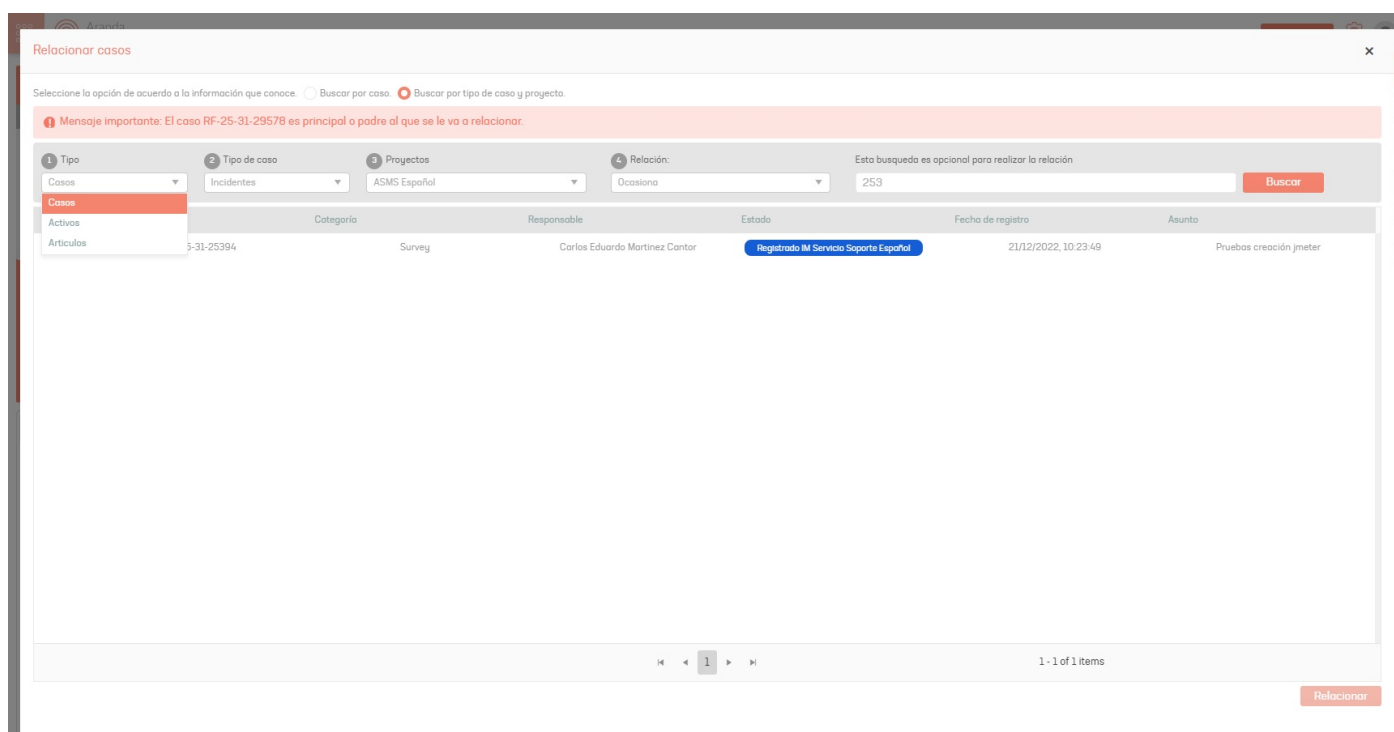 Aranda
Relacionar casos
×
Seleccione la opción de acuerdo a la información que conoce. Buscar por caso. Buscar por tipo de caso y proyecto.
Mensaje importante: El caso RF-25-31-29578 es principal o padre al que se le va a relacionar.
1 Tipo 2 Tipo de caso 3 Proyectos 4 Relación: Esta busqueda es opcional para realizar la relación
Casos Incidentes ASMS Español Ocasiona 253 Buscar
Casos
Activos Categoría Responsable Estado Fecha de registro Asunto
Articulos 5-31-25394 Survey Carlos Eduardo Martinez Cantor Registrado IM Servicio Soporte Español 21/12/2022, 10:23:49 Pruebas creación jmeter
1 1 - 1 of 1 items
Relacionar